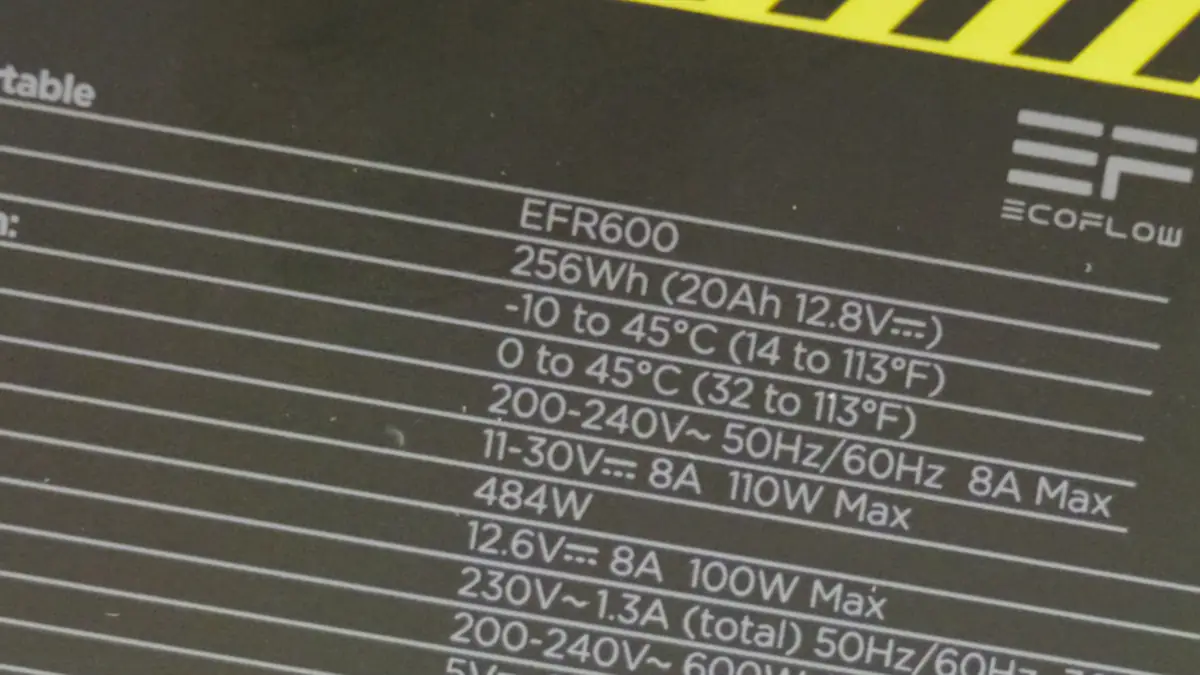 rtable
ECOFLOW
EFR600
n:
256Wh (20Ah 12.8V⎓)
-10 to 45°C (14 to 113°F)
0 to 45°C (32 to 113°F)
200-240V~ 50Hz/60Hz 8A Max
11-30V⎓ 8A 110W Max
484W
12.6V⎓ 8A 100W Max
230V~ 1.3A (total) 50Hz/60Hz
200-240V~ 600W
5V